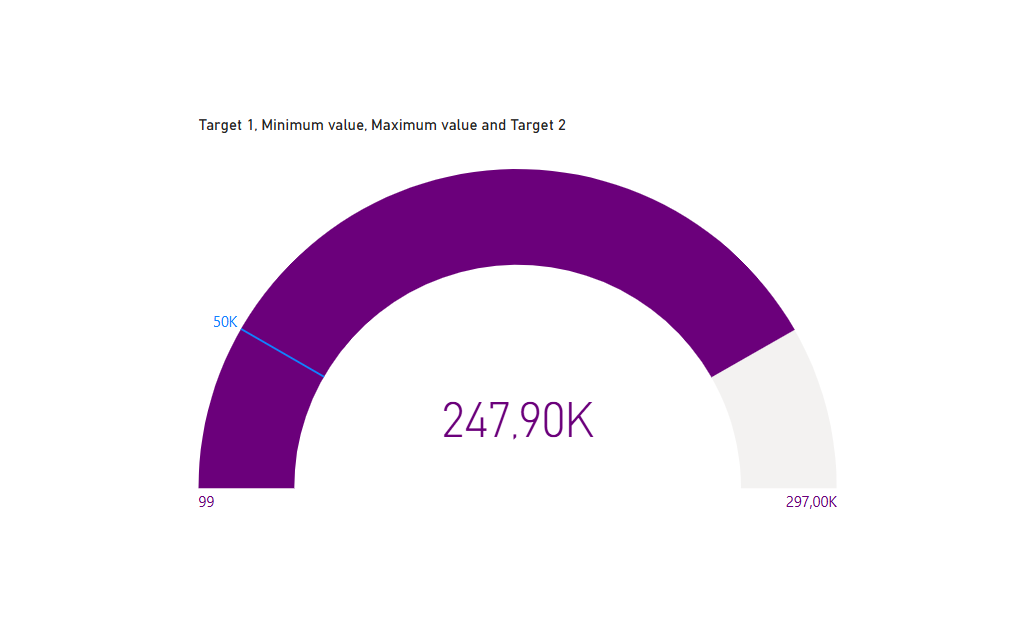 Target 1, Minimum value, Maximum value and Target 2
50K
247,90K
99
297,00K